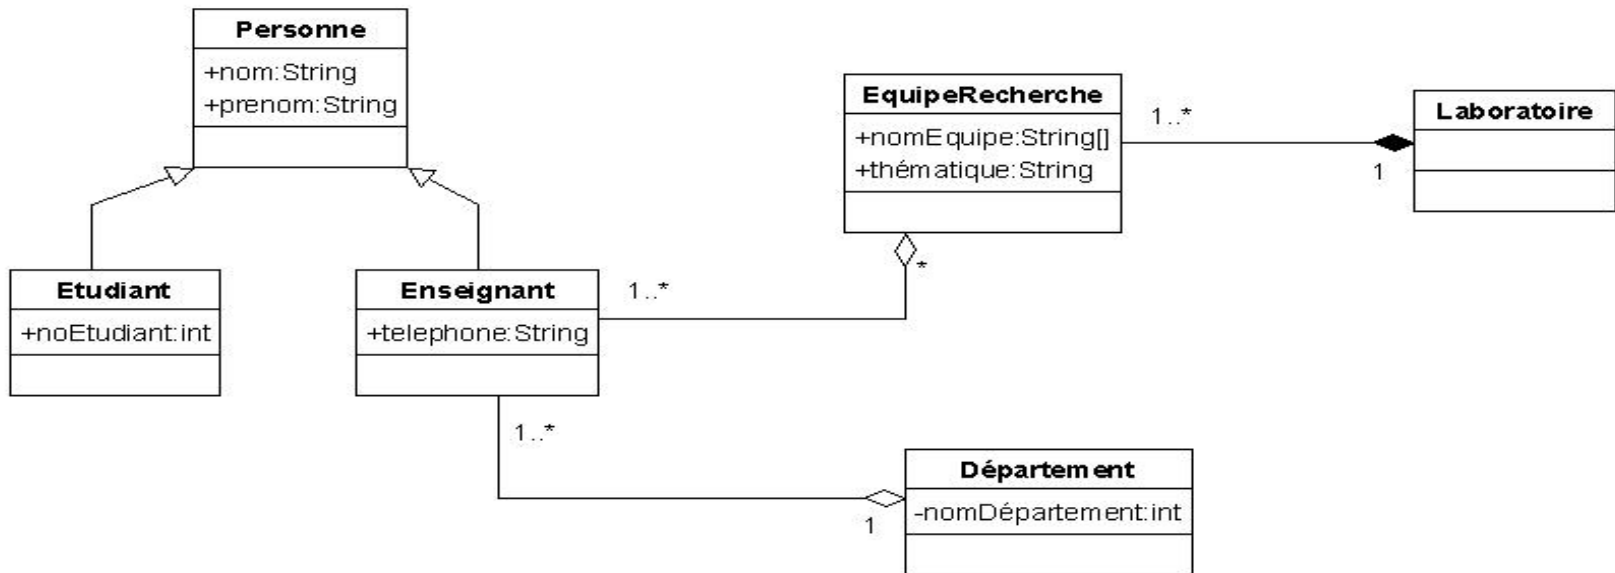 Personne
+nom:String
+prenom:String
EquipeRecherche
+nomEquipe:String[]
+thématique:String
1..*
1
Laboratoire
Etudiant
+noEtudiant:int
Enseignant
+telephone:String
1..*
*
1..*
1
Département
-nomDépartement:int